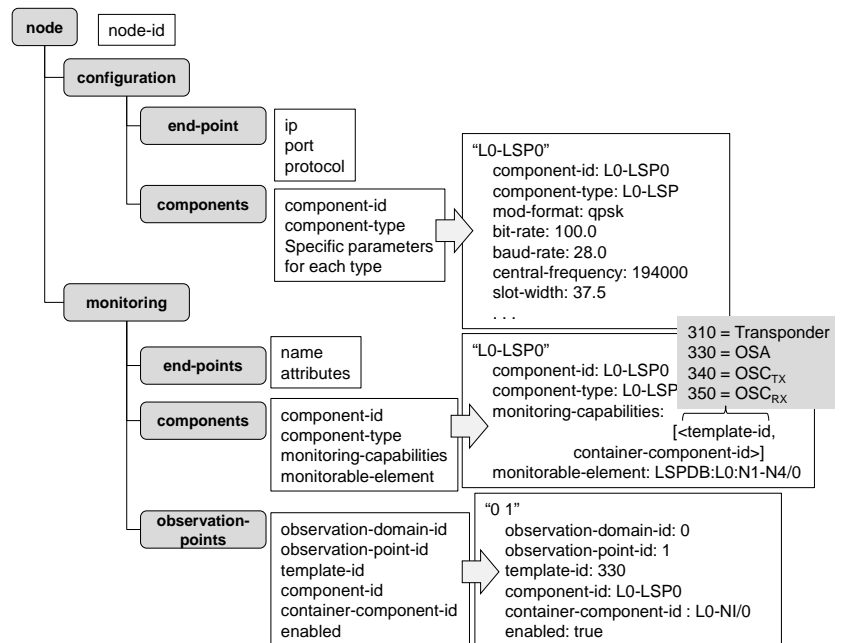 node
node-id
configuration
end-point
ip
port
protocol
components
component-id
component-type
Specific parameters
for each type
“L0-LSP0”
component-id: L0-LSP0
component-type: L0-LSP
mod-format: qpsk
bit-rate: 100.0
baud-rate: 28.0
central-frequency: 194000
slot-width: 37.5
. . .
monitoring
end-points
name
attributes
components
component-id
component-type
monitoring-capabilities
monitorable-element
“L0-LSP0”
component-id: L0-LSP0
component-type: L0-LSP
monitoring-capabilities:
[<template-id,
container-component-id>]
monitorable-element: LSPDB:L0:N1-N4/0
310 = Transponder
330 = OSA
340 = OSCTX
350 = OSCRX
observation-
points
observation-domain-id
observation-point-id
template-id
component-id
container-component-id
enabled
“0 1”
observation-domain-id: 0
observation-point-id: 1
template-id: 330
component-id: L0-LSP0
container-component-id : L0-NI/0
enabled: true